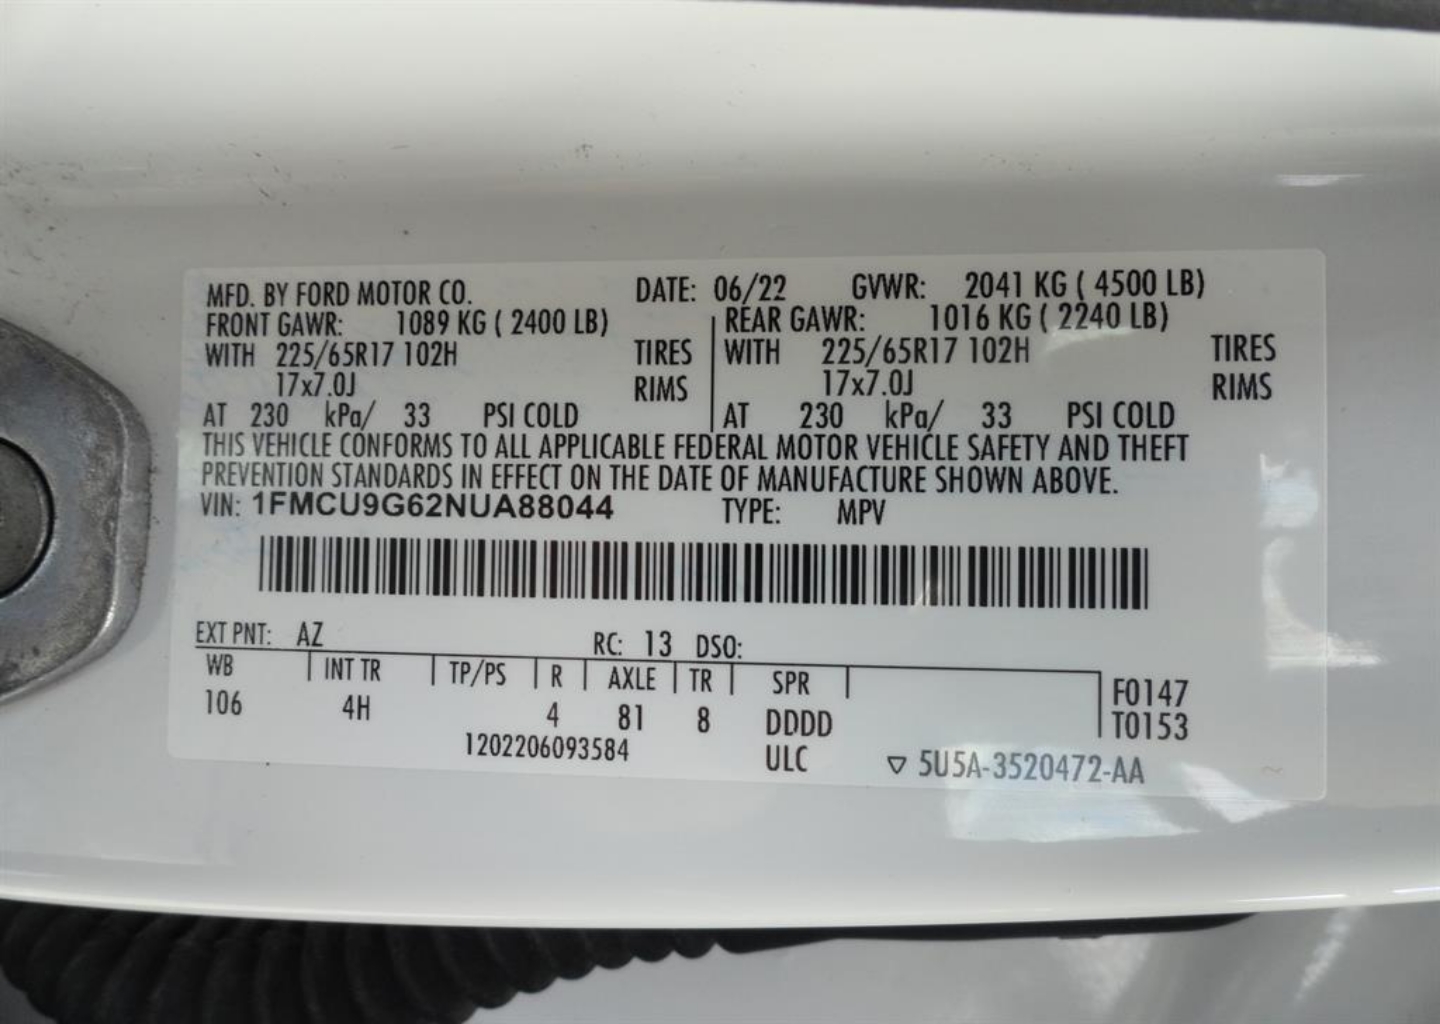 MFD. BY FORD MOTOR CO. DATE: 06/22 GVWR: 2041 KG ( 4500 LB)
FRONT GAWR: 1089 KG ( 2400 LB) REAR GAWR: 1016 KG ( 2240 LB)
WITH 225/65R17 102H TIRES WITH 225/65R17 102H TIRES
17x7.0J RIMS 17x7.0J RIMS
AT 230 kPa/ 33 PSI COLD AT 230 kPa/ 33 PSI COLD
THIS VEHICLE CONFORMS TO ALL APPLICABLE FEDERAL MOTOR VEHICLE SAFETY AND THEFT
PREVENTION STANDARDS IN EFFECT ON THE DATE OF MANUFACTURE SHOWN ABOVE.
VIN: 1FMCU9G62NUA88044 TYPE: MPV
EXT PNT: AZ RC: 13 DSO:
WB INT TR TP/PS R AXLE TR SPR F0147
106 4H 4 81 8 DDDD T0153
1202206093584 ULC ▽ 5U5A-3520472-AA